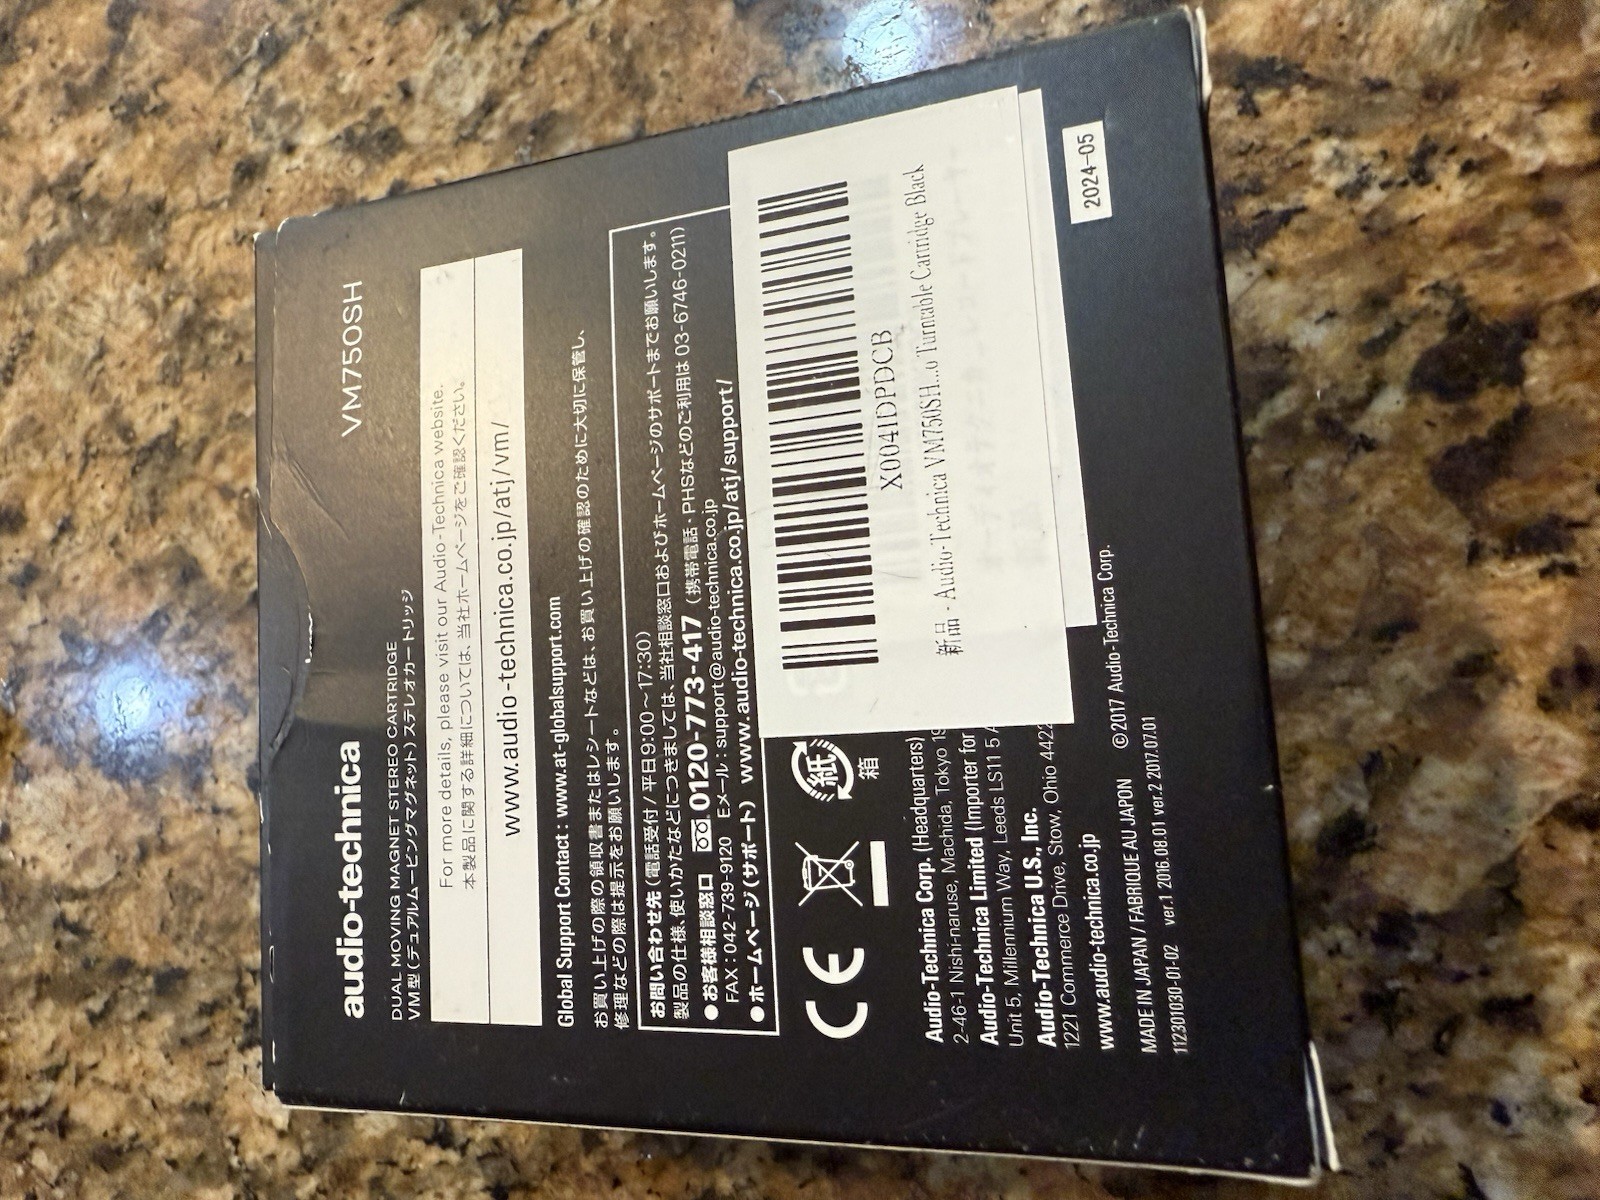 audio-technica
VM750SH
DUAL MOVING MAGNET STEREO CARTRIDGE
VM型(デュアルムービングマグネット)ステレオカートリッジ
For more details, please visit our Audio-Technica website.
本製品に関する詳細については、当社ホームページをご確認ください。
www.audio-technica.co.jp/atj/vm/
Global Support Contact: www.at-globalsupport.com
お買い上げの際の領収書またはレシートなどは、お買い上げの確認のために大切に保管し、
修理などの際は提示をお願いします。
お問い合わせ先(電話受付/平日9:00~17:30)
製品の仕様、使いかたなどにつきましては、当社相談窓口およびホームページのサポートまでお願いします。
●お客様相談窓口 0120-773-417(携帯電話・PHSなどのご利用は 03-6746-0211)
FAX:042-739-9120 Eメール:support@audio-technica.co.jp
●ホームページ(サポート) www.audio-technica.co.jp/atj/support/
CE
紙
箱
X0041DPDCB
新品 - Audio-Technica VM750SH...o Turntable Cartridge Black
2024-05
Audio-Technica Corp. (Headquarters)
2-46-1 Nishi-naruse, Machida, Tokyo
Audio-Technica Limited (Importer for
Unit 5, Millennium Way, Leeds LS11 5
Audio-Technica U.S., Inc.
1221 Commerce Drive, Stow, Ohio
www.audio-technica.co.jp
©2017 Audio-Technica Corp.
MADE IN JAPAN / FABRIQUÉ AU JAPON
112301030-01-02 ver.1 2016.08.01 ver.2 2017.07.01